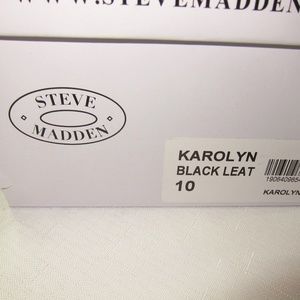 WWW.STEVEMADDEN
STEVE
MADDEN
KAROLYN
BLACK LEAT
10
KAROLYN